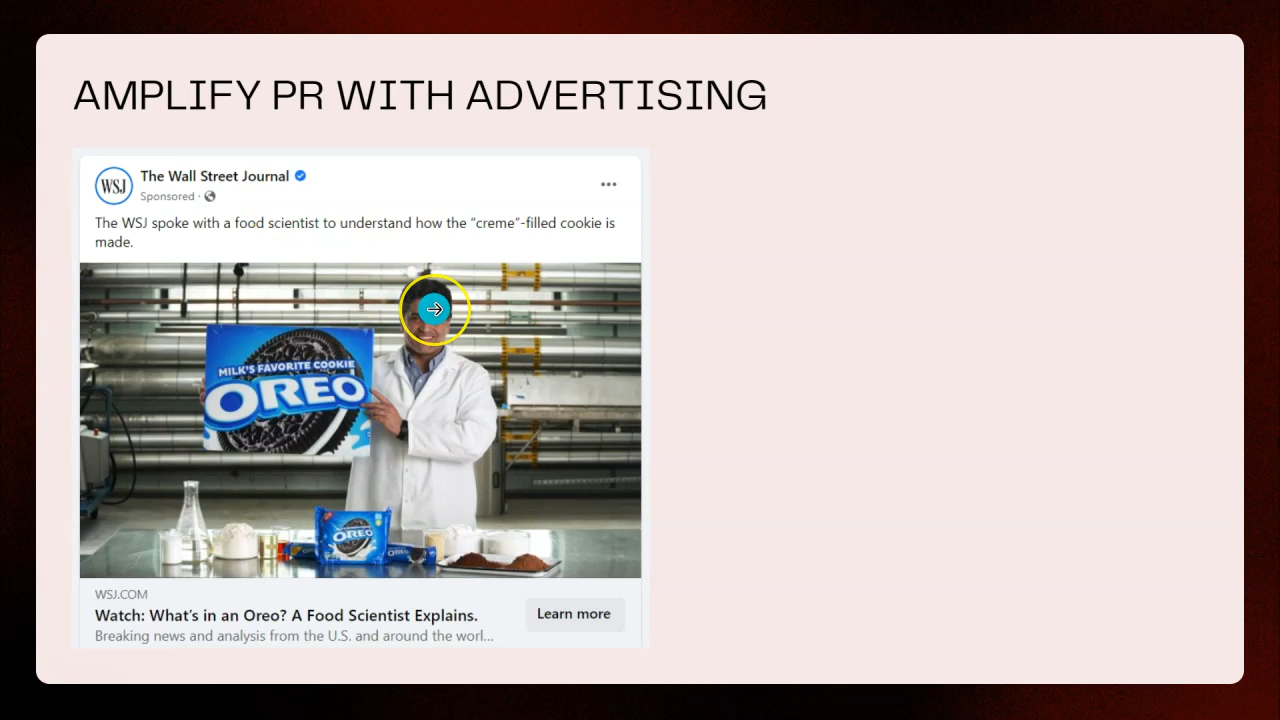 AMPLIFY PR WITH ADVERTISING
WSJ
The Wall Street Journal
Sponsored ·
The WSJ spoke with a food scientist to understand how the “creme”-filled cookie is
made.
MILK'S FAVORITE COOKIE
OREO
OREO
OREO
WSJ.COM
Watch: What’s in an Oreo? A Food Scientist Explains.
Learn more
Breaking news and analysis from the U.S. and around the worl...